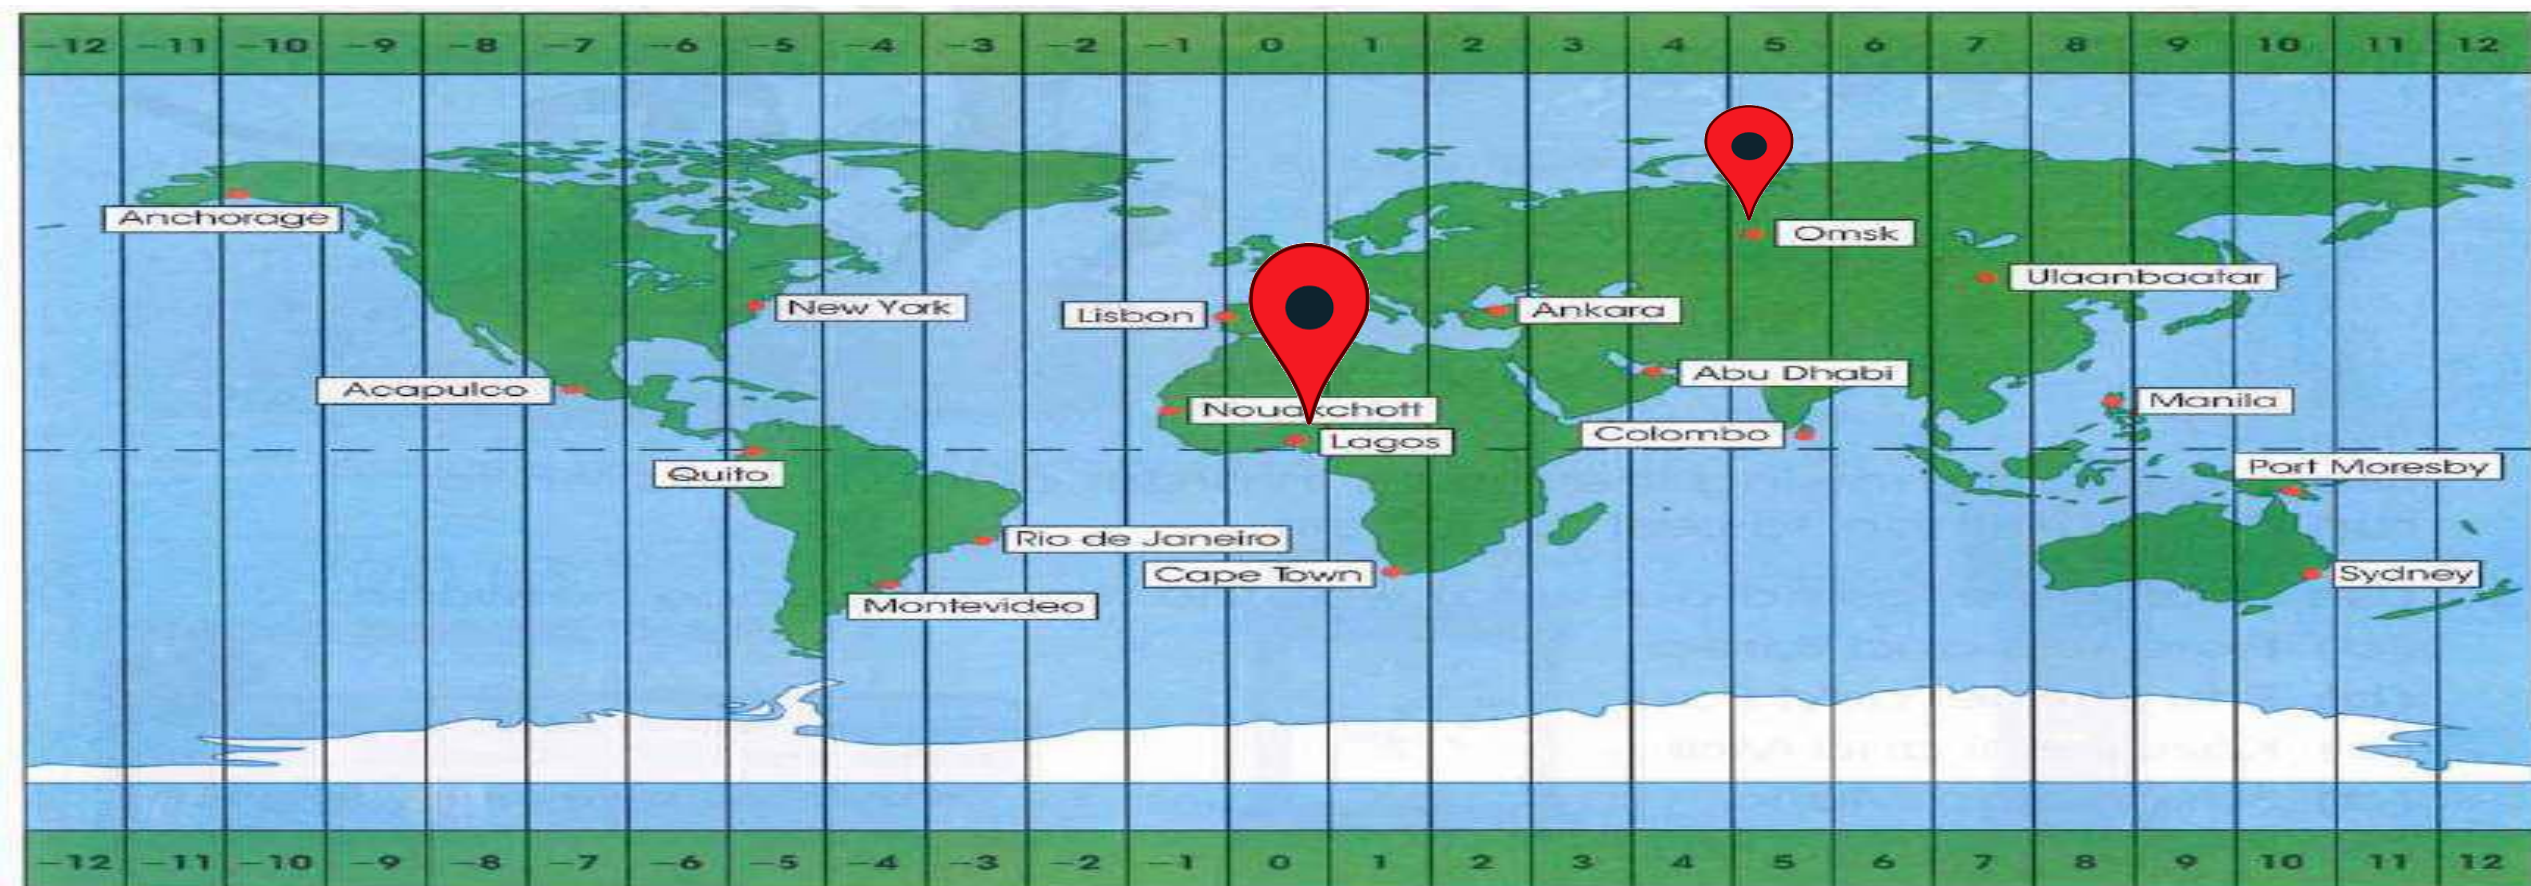 -12 -11 -10 -9 -8 -7 -6 -5 -4 -3 -2 -1 0 1 2 3 4 5 6 7 8 9 10 11 12
Anchorage
Omsk
Ulaanbaatar
New York
Lisbon
Ankara
Acapulco
Abu Dhabi
Nouakchott
Manila
Colombo
Lagos
Quito
Port Moresby
Rio de Janeiro
Cape Town
Sydney
Montevideo
-12 -11 -10 -9 -8 -7 -6 -5 -4 -3 -2 -1 0 1 2 3 4 5 6 7 8 9 10 11 12